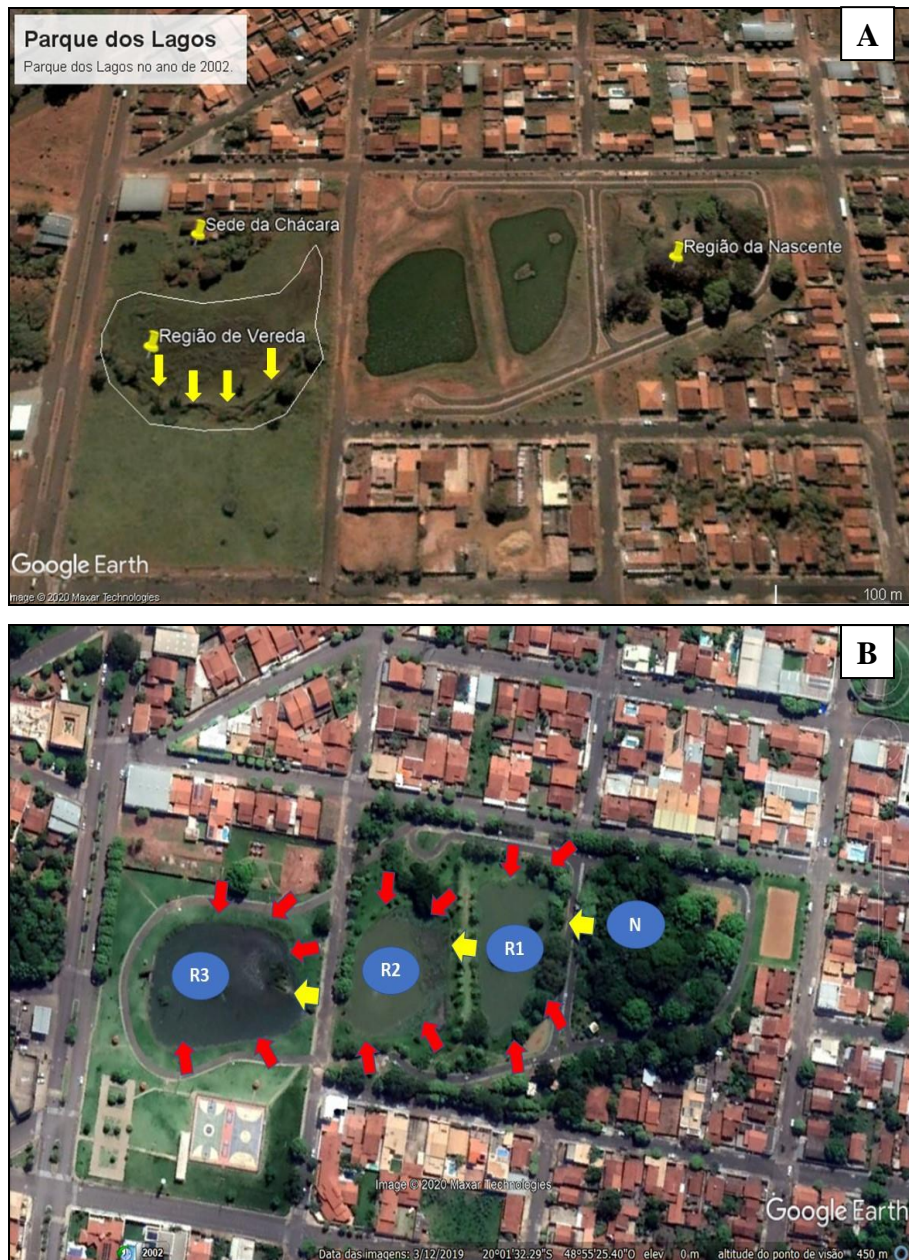 Parque dos Lagos
Parque dos Lagos no ano de 2002.
A
Sede da Chácara
Região da Nascente
Região de Vereda
Google Earth
Image © 2020 Maxar Technologies
100 m
B
N
R1
R2
R3
Image © 2020 Maxar Technologies
Google Earth
2002
Data das imagens: 3/12/2019 20°01'32.29"S 48°55'25.40"O elev 0 m altitude do ponto de visão 450 m